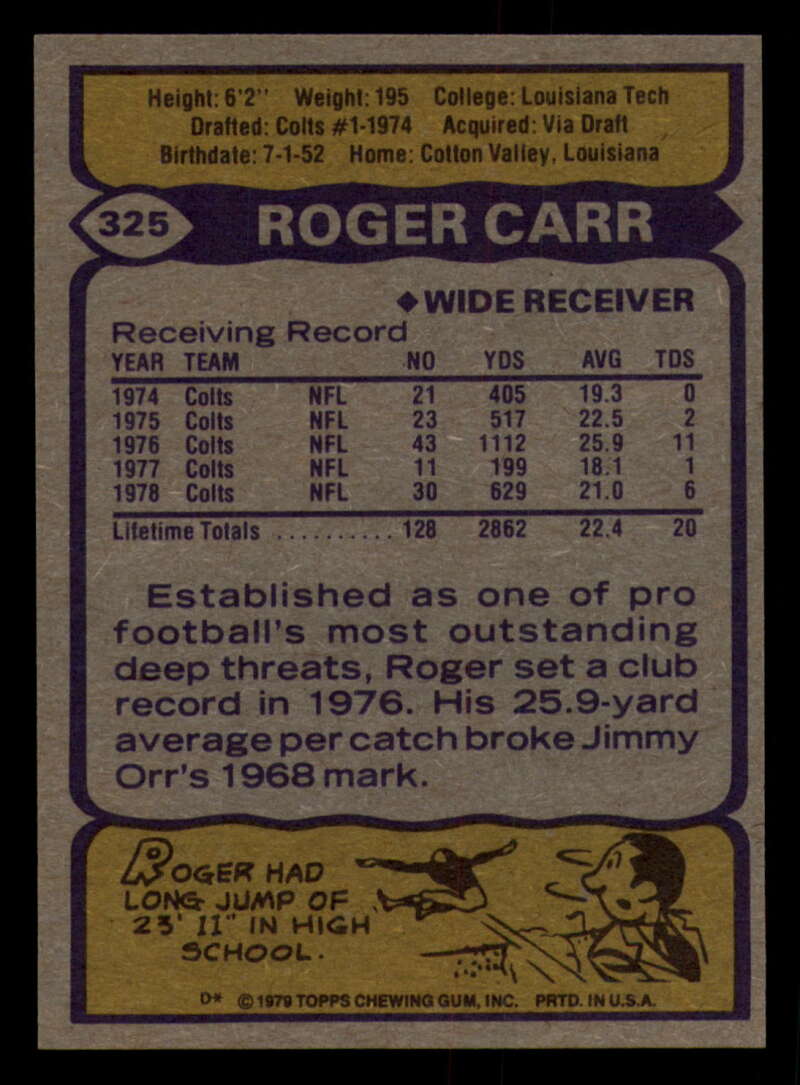 Height: 6'2" Weight: 195 College: Louisiana Tech
Drafted: Colts #1-1974 Acquired: Via Draft
Birthdate: 7-1-52 Home: Cotton Valley, Louisiana
325 ROGER CARR
◆WIDE RECEIVER
Receiving Record
YEAR TEAM NO YDS AVG TDS
1974 Colts NFL 21 405 19.3 0
1975 Colts NFL 23 517 22.5 2
1976 Colts NFL 43 1112 25.9 11
1977 Colts NFL 11 199 18.1 1
1978 Colts NFL 30 629 21.0 6
Lifetime Totals .......... 128 2862 22.4 20
Established as one of pro
football's most outstanding
deep threats, Roger set a club
record in 1976. His 25.9-yard
average per catch broke Jimmy
Orr's 1968 mark.
ROGER HAD
LONG JUMP OF
23' 11" IN HIGH
SCHOOL.
D* © 1979 TOPPS CHEWING GUM, INC. PRTD. IN U.S.A.